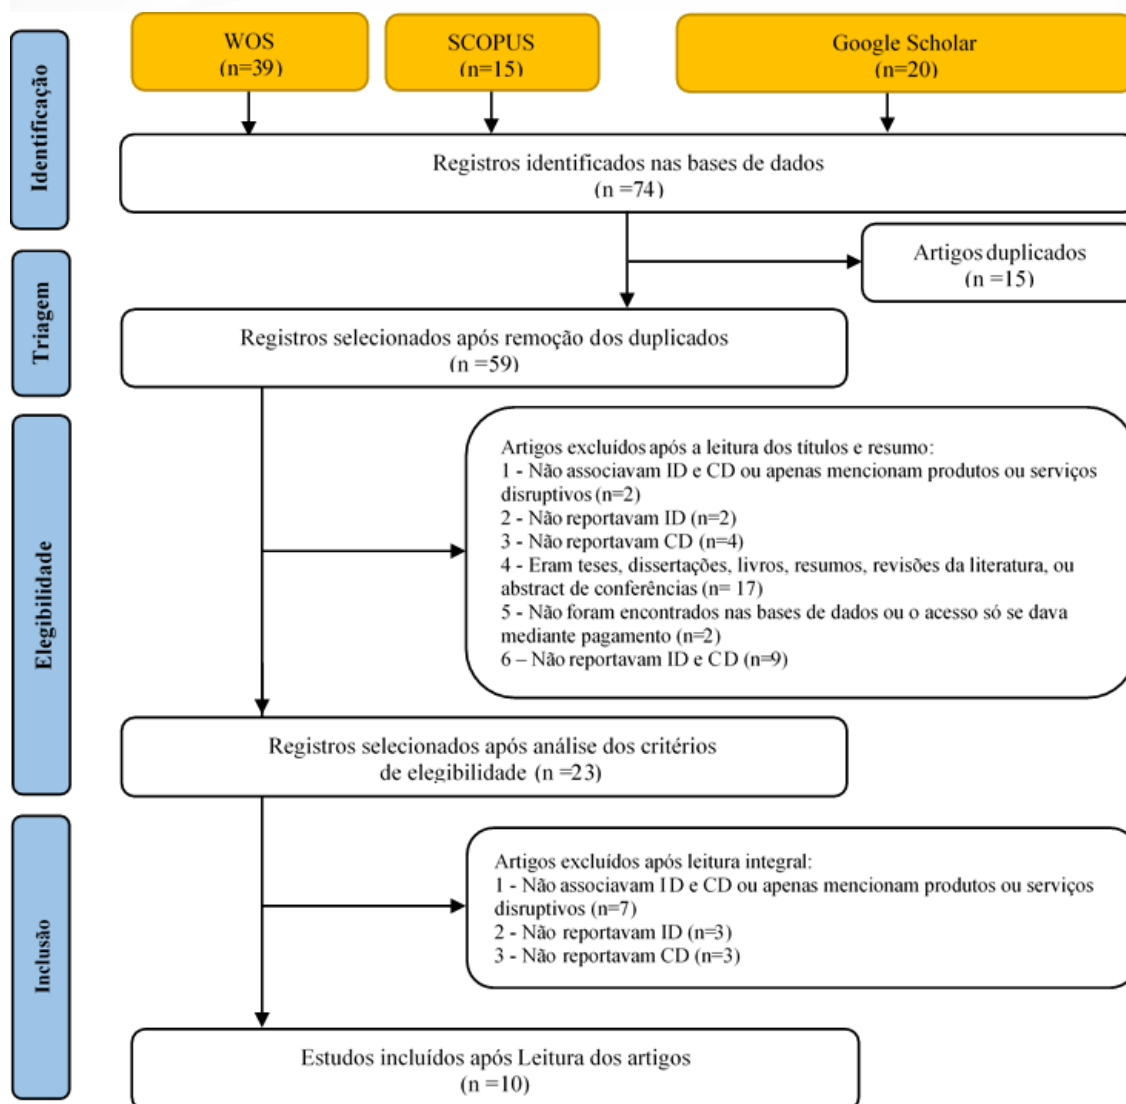 WOS
(n=39)
SCOPUS
(n=15)
Google Scholar
(n=20)
Identificação
Registros identificados nas bases de dados
(n =74)
Artigos duplicados
(n =15)
Triagem
Registros selecionados após remoção dos duplicados
(n =59)
Elegibilidade
Artigos excluídos após a leitura dos títulos e resumo:
1 - Não associavam ID e CD ou apenas mencionam produtos ou serviços
disruptivos (n=2)
2 - Não reportavam ID (n=2)
3 - Não reportavam CD (n=4)
4 - Eram teses, dissertações, livros, resumos, revisões da literatura, ou
abstract de conferências (n= 17)
5 - Não foram encontrados nas bases de dados ou o acesso só se dava
mediante pagamento (n=2)
6 – Não reportavam ID e CD (n=9)
Registros selecionados após análise dos critérios
de elegibilidade (n =23)
Inclusão
Artigos excluídos após leitura integral:
1 - Não associavam ID e CD ou apenas mencionam produtos ou serviços
disruptivos (n=7)
2 - Não reportavam ID (n=3)
3 - Não reportavam CD (n=3)
Estudos incluídos após Leitura dos artigos
(n =10)